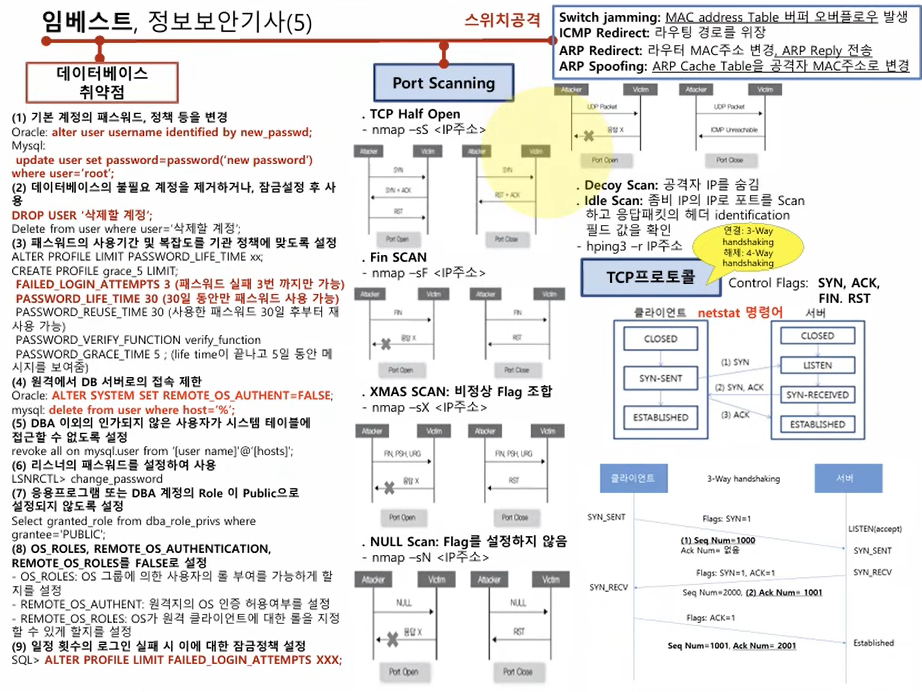 임베스트, 정보보안기사(5)
스위치공격
Switch jamming: MAC address Table 버퍼 오버플로우 발생
ICMP Redirect: 라우팅 경로를 위장
ARP Redirect: 라우터 MAC주소 변경, ARP Reply 전송
ARP Spoofing: ARP Cache Table을 공격자 MAC주소로 변경
데이터베이스
취약점
(1) 기본 계정의 패스워드, 정책 등을 변경
Oracle: alter user username identified by new_passwd;
Mysql:
update user set password=password('new password')
where user='root';
(2) 데이터베이스의 불필요 계정을 제거하거나, 잠금설정 후 사
용
DROP USER '삭제할 계정';
Delete from user where user='삭제할 계정';
(3) 패스워드의 사용기간 및 복잡도를 기관 정책에 맞도록 설정
ALTER PROFILE LIMIT PASSWORD_LIFE_TIME xx;
CREATE PROFILE grace_5 LIMIT;
FAILED_LOGIN_ATTEMPTS 3 (패스워드 실패 3번 까지만 가능)
PASSWORD_LIFE_TIME 30 (30일 동안만 패스워드 사용 가능)
PASSWORD_REUSE_TIME 30 (사용한 패스워드 30일 후부터 재
사용 가능)
PASSWORD_VERIFY_FUNCTION verify_function
PASSWORD_GRACE_TIME 5 ; (life time이 끝나고 5일 동안 메
시지를 보여줌)
(4) 원격에서 DB 서버로의 접속 제한
Oracle: ALTER SYSTEM SET REMOTE_OS_AUTHENT=FALSE;
mysql: delete from user where host='%';
(5) DBA 이외의 인가되지 않은 사용자가 시스템 테이블에
접근할 수 없도록 설정
revoke all on mysql.user from '[user name]'@'[hosts]';
(6) 리스너의 패스워드를 설정하여 사용
LSNRCTL> change_password
(7) 응용프로그램 또는 DBA 계정의 Role 이 Public으로
설정되지 않도록 설정
Select granted_role from dba_role_privs where
grantee='PUBLIC';
(8) OS_ROLES, REMOTE_OS_AUTHENTICATION,
REMOTE_OS_ROLES를 FALSE로 설정
- OS_ROLES: OS 그룹에 의한 사용자의 롤 부여를 가능하게 할
지를 설정
- REMOTE_OS_AUTHENT: 원격지의 OS 인증 허용여부를 설정
- REMOTE_OS_ROLES: OS가 원격 클라이언트에 대한 롤을 지정
할 수 있게 할지를 설정
(9) 일정 횟수의 로그인 실패 시 이에 대한 잠금정책 설정
SQL> ALTER PROFILE LIMIT FAILED_LOGIN_ATTEMPTS XXX;
Port Scanning
. TCP Half Open
- nmap –sS <IP주소>
Attacker Victim Attacker Victim
SYN SYN
SYN + ACK RST + ACK
RST
Port Open Port Close
. Fin SCAN
- nmap –sF <IP주소>
Attacker Victim Attacker Victim
FIN FIN
응답 X RST
Port Open Port Close
. XMAS SCAN: 비정상 Flag 조합
- nmap –sX <IP주소>
Attacker Victim Attacker Victim
FIN, PSH, URG FIN, PSH, URG
응답 X RST
Port Open Port Close
. NULL Scan: Flag를 설정하지 않음
- nmap –sN <IP주소>
Attacker Victim Attacker Victim
NULL NULL
응답 X RST
Port Open Port Close
Attacker Victim Attacker Victim
UDP Packet UDP Packet
응답 X ICMP Unreachable
Port Open Port Close
. Decoy Scan: 공격자 IP를 숨김
. Idle Scan: 좀비 IP의 IP로 포트를 Scan
하고 응답패킷의 헤더 identification
필드 값을 확인
- hping3 –r IP주소
연결: 3-Way
handshaking
해제: 4-Way
handshaking
TCP프로토콜
Control Flags: SYN, ACK,
FIN. RST
클라이언트 netstat 명령어 서버
CLOSED CLOSED
(1) SYN LISTEN
SYN-SENT
(2) SYN, ACK SYN-RECEIVED
(3) ACK
ESTABLISHED ESTABLISHED
클라이언트 3-Way handshaking 서버
SYN_SENT Flags: SYN=1
LISTEN(accept)
(1) Seq Num=1000
Ack Num= 없음 SYN_SENT
Flags: SYN=1, ACK=1 SYN_RECV
SYN_RECV
Seq Num=2000, (2) Ack Num= 1001
Flags: ACK=1
Established
Seq Num=1001, Ack Num= 2001